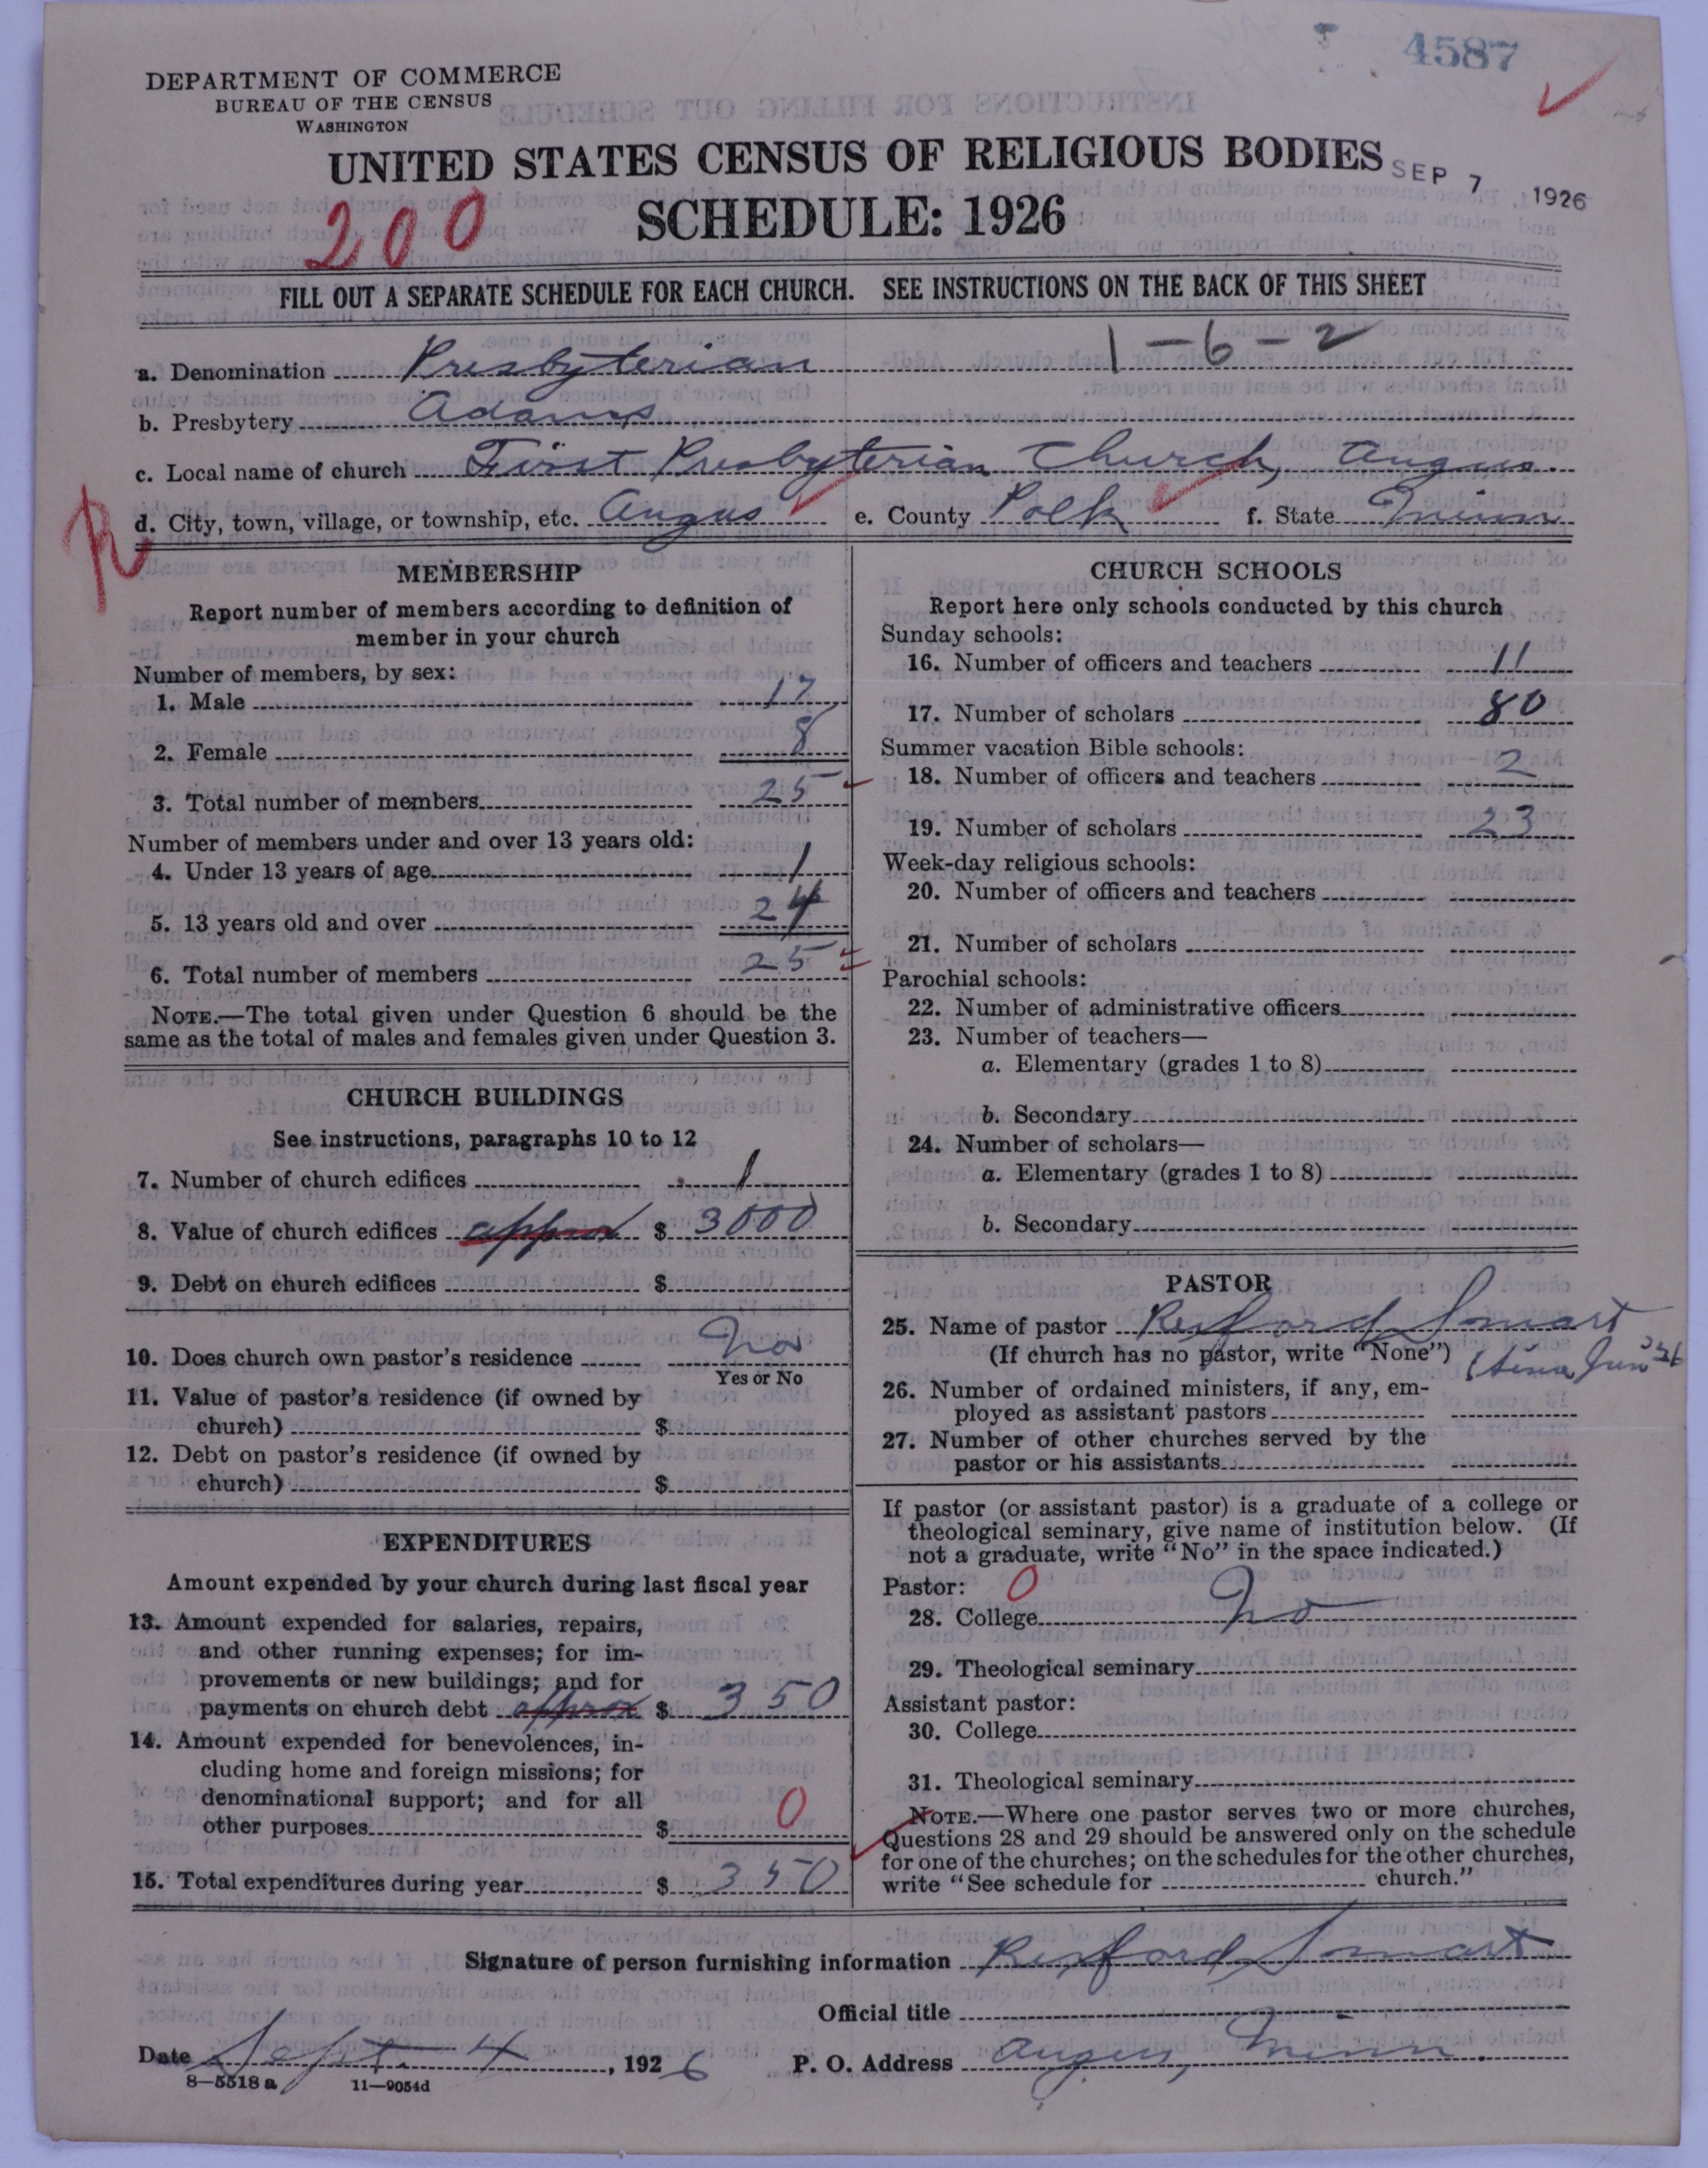 4587
DEPARTMENT OF COMMERCE
BUREAU OF THE CENSUS
WASHINGTON
UNITED STATES CENSUS OF RELIGIOUS BODIES
SEP 7 1926
200
SCHEDULE: 1926
FILL OUT A SEPARATE SCHEDULE FOR EACH CHURCH. SEE INSTRUCTIONS ON THE BACK OF THIS SHEET
1-6-2
a. Denomination Presbyterian
b. Presbytery Adams
c. Local name of church First Presbyterian Church, Angus.
R
d. City, town, village, or township, etc. Angus e. County Polk f. State Minn
MEMBERSHIP
Report number of members according to definition of
member in your church
Number of members, by sex:
1. Male 17
2. Female 8
3. Total number of members 25
Number of members under and over 13 years old:
4. Under 13 years of age 1
5. 13 years old and over 24
6. Total number of members 25
NOTE.—The total given under Question 6 should be the
same as the total of males and females given under Question 3.
CHURCH BUILDINGS
See instructions, paragraphs 10 to 12
7. Number of church edifices 1
8. Value of church edifices approx $ 3000
9. Debt on church edifices $
10. Does church own pastor's residence No
Yes or No
11. Value of pastor's residence (if owned by
church) $
12. Debt on pastor's residence (if owned by
church) $
EXPENDITURES
Amount expended by your church during last fiscal year
13. Amount expended for salaries, repairs,
and other running expenses; for im-
provements or new buildings; and for
payments on church debt approx $ 350
14. Amount expended for benevolences, in-
cluding home and foreign missions; for
denominational support; and for all
other purposes $ 0
15. Total expenditures during year $ 350
CHURCH SCHOOLS
Report here only schools conducted by this church
Sunday schools:
16. Number of officers and teachers 11
17. Number of scholars 80
Summer vacation Bible schools:
18. Number of officers and teachers 2
19. Number of scholars 23
Week-day religious schools:
20. Number of officers and teachers
21. Number of scholars
Parochial schools:
22. Number of administrative officers
23. Number of teachers—
a. Elementary (grades 1 to 8)
b. Secondary
24. Number of scholars—
a. Elementary (grades 1 to 8)
b. Secondary
PASTOR
25. Name of pastor Rexford Smart
(If church has no pastor, write "None")
26. Number of ordained ministers, if any, em-
ployed as assistant pastors
27. Number of other churches served by the
pastor or his assistants
If pastor (or assistant pastor) is a graduate of a college or
theological seminary, give name of institution below. (If
not a graduate, write "No" in the space indicated.)
Pastor: 0
28. College No
29. Theological seminary
Assistant pastor:
30. College
31. Theological seminary
NOTE.—Where one pastor serves two or more churches,
Questions 28 and 29 should be answered only on the schedule
for one of the churches; on the schedules for the other churches,
write "See schedule for church."
Signature of person furnishing information Rexford Smart
Official title
Date Sept. 4, 1926 P. O. Address Angus, Minn.
8—5518 a 11—9054d